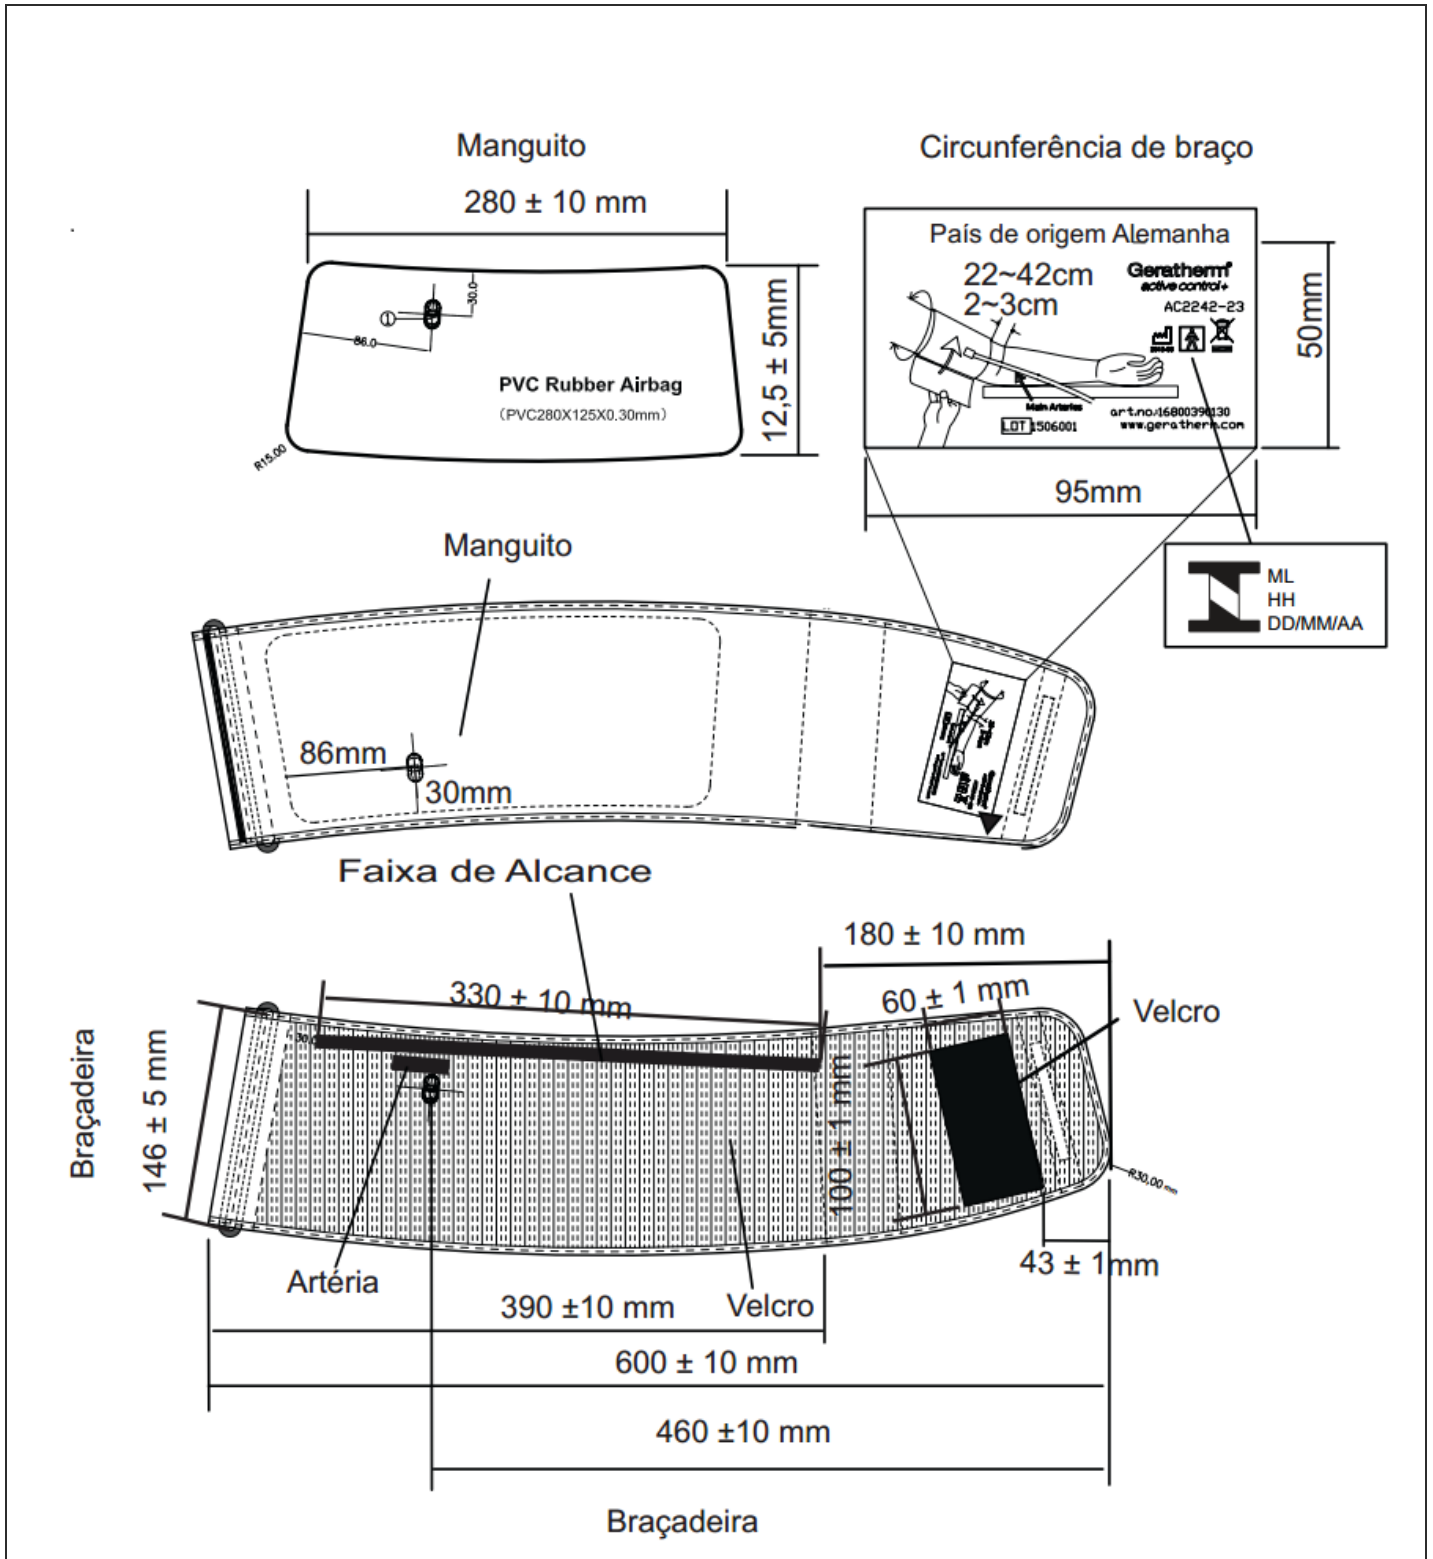 Manguito
280 ± 10 mm
30.0
1
86.0
PVC Rubber Airbag
(PVC280X125X0.30mm)
R15.00
12,5 ± 5mm
Circunferência de braço
País de origem Alemanha
22~42cm
2~3cm
Geratherm®
active control+
AC2242-23
Main Arteries
LOT 1506001
art.no.:16800390130
www.geratherm.com
50mm
95mm
ML
HH
DD/MM/AA
Manguito
86mm
30mm
Faixa de Alcance
180 ± 10 mm
330 ± 10 mm
60 ± 1 mm
Velcro
30.0
Braçadeira
146 ± 5 mm
100 ± 1 mm
R30,00 mm
43 ± 1mm
Artéria
390 ±10 mm
Velcro
600 ± 10 mm
460 ±10 mm
Braçadeira